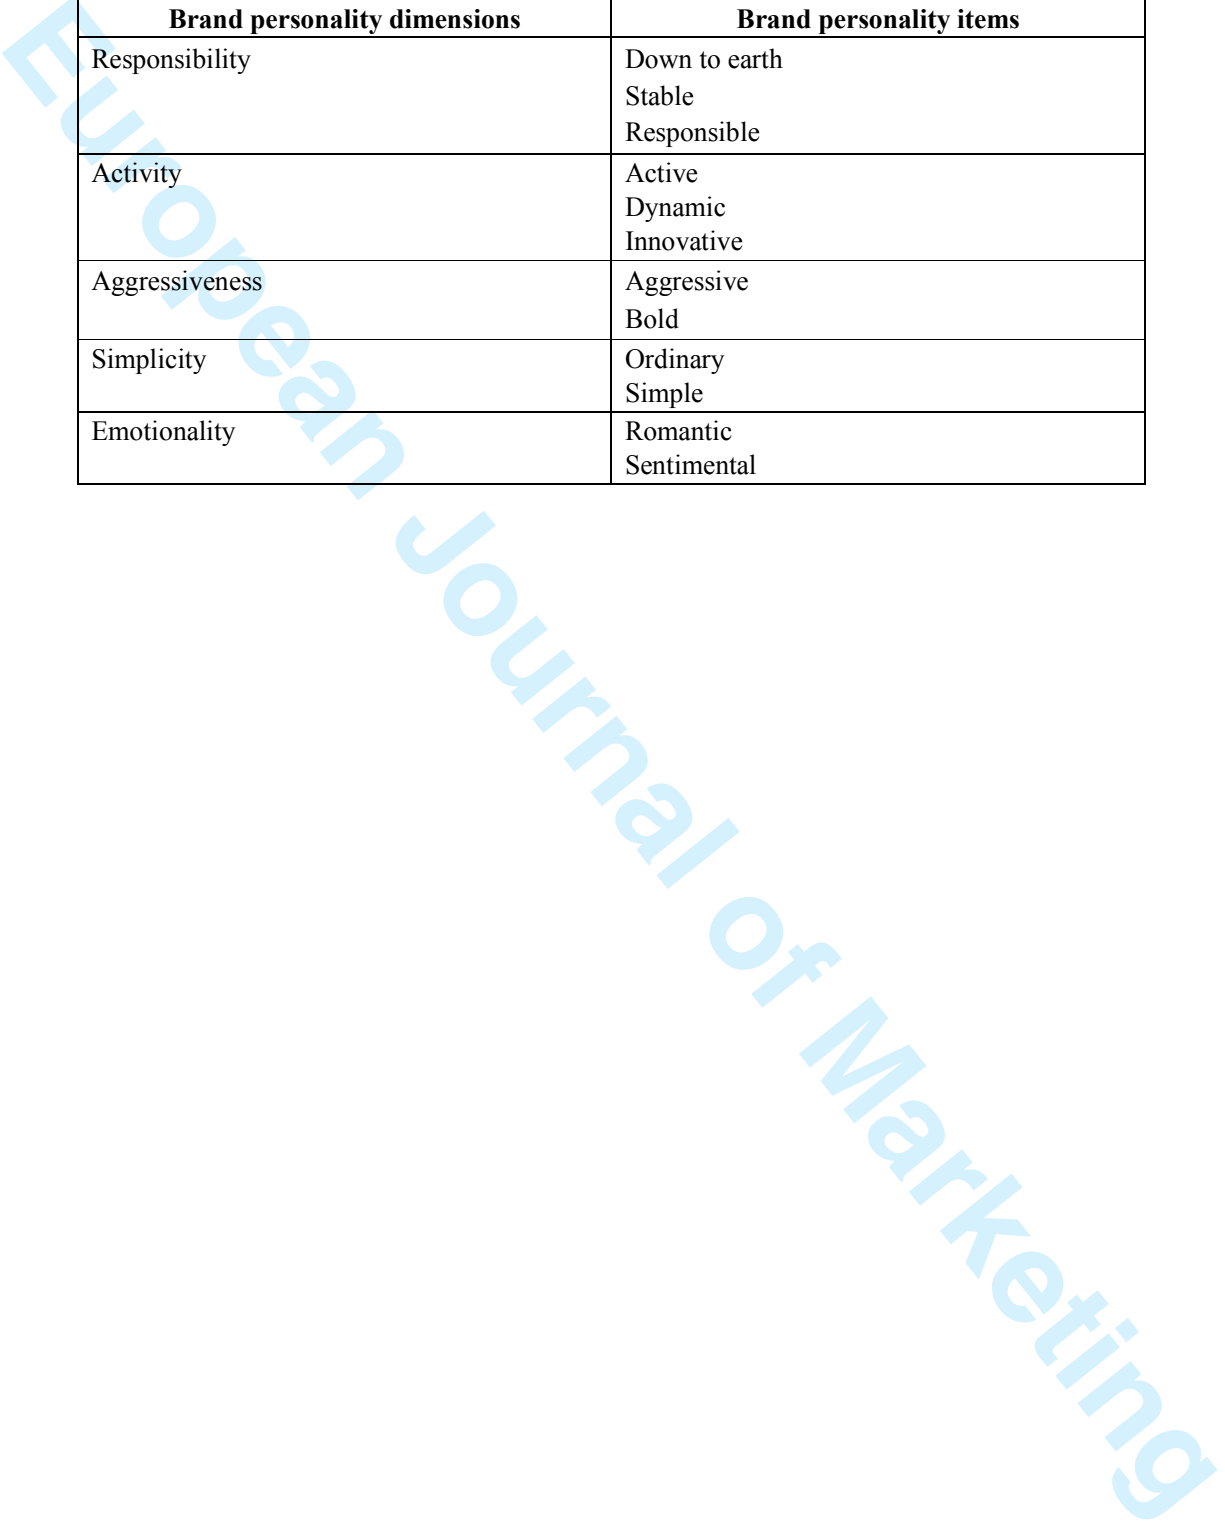 Brand personality dimensions Brand personality items
Responsibility Down to earth
Stable
Responsible
Activity Active
Dynamic
Innovative
Aggressiveness Aggressive
Bold
Simplicity Ordinary
Simple
Emotionality Romantic
Sentimental
European Journal of Marketing